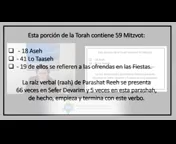 Esta porción de la Torah contiene 59 Mitzvot:
- 18 Aseh
- 41 Lo Taaseh
- 19 de ellos se refieren a las ofrendas en las Fiestas.
La raíz verbal (raah) de Parashat Reeh se presenta
66 veces en Sefer Devarim y 5 veces en esta parashah,
de hecho, empieza y termina con este verbo.